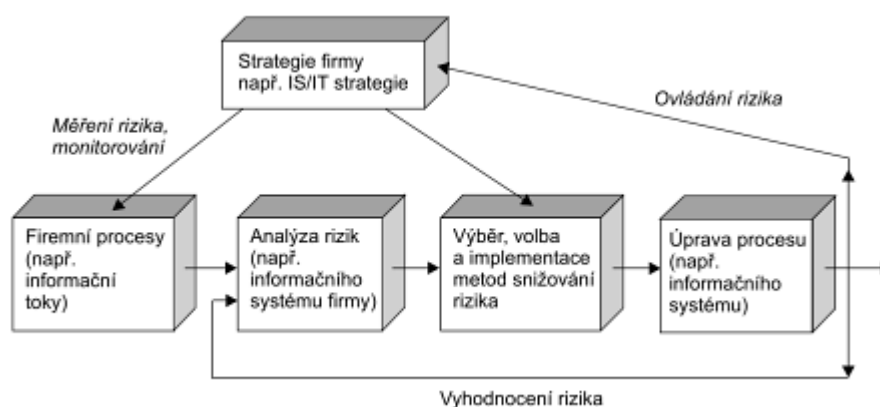 Strategie firmy
např. IS/IT strategie
Ovládání rizika
Měření rizika,
monitorování
Firemní procesy
(např.
informační
toky)
Analýza rizik
(např.
informačního
systému firmy)
Výběr, volba
a implementace
metod snižování
rizika
Úprava procesu
(např.
informačního
systému)
Vyhodnocení rizika